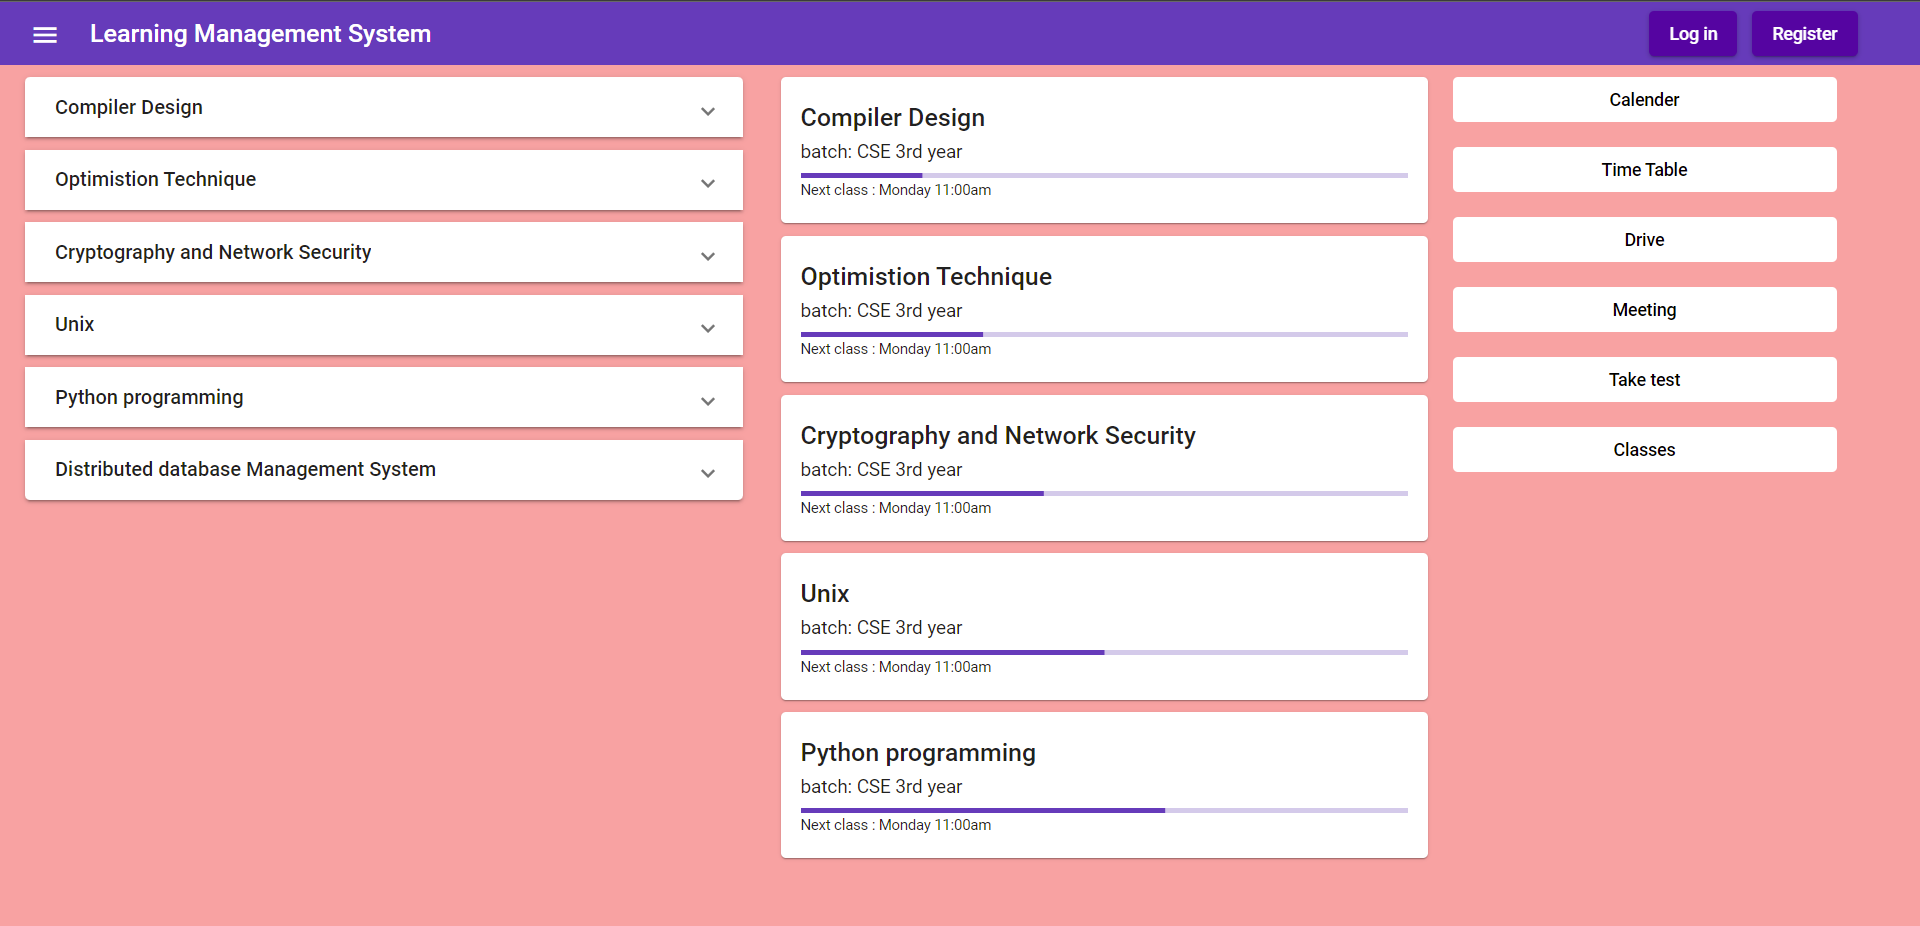 Learning Management System
Log in
Register
Compiler Design
Optimistion Technique
Cryptography and Network Security
Unix
Python programming
Distributed database Management System
Compiler Design
batch: CSE 3rd year
Next class : Monday 11:00am
Optimistion Technique
batch: CSE 3rd year
Next class : Monday 11:00am
Cryptography and Network Security
batch: CSE 3rd year
Next class : Monday 11:00am
Unix
batch: CSE 3rd year
Next class : Monday 11:00am
Python programming
batch: CSE 3rd year
Next class : Monday 11:00am
Calender
Time Table
Drive
Meeting
Take test
Classes